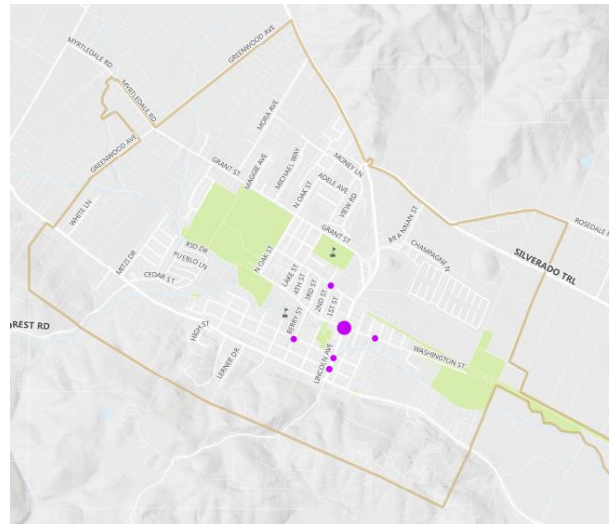 MYRTLEDALE RD
GREENWOOD AVE
MYRTLEDALE RD
MORA AVE
GREENWOOD AVE
GRANT ST
MAGGIE AVE
MICHAEL WAY
MONEY LN
ADELE AVE
N OAK ST
VIEW RD
WHITE LN
GRANT ST
BRANNAN ST
ROSEDALE R
CHAMPAGNE N
SILVERADO TRL
RIO DR
PUEBLO LN
MITZI DR
N OAK ST
LAKE ST
4TH ST
3RD ST
2ND ST
1ST ST
CEDAR ST
OREST RD
HIGH ST
BERRY ST
LERNER DR
LINCOLN AVE
WASHINGTON ST